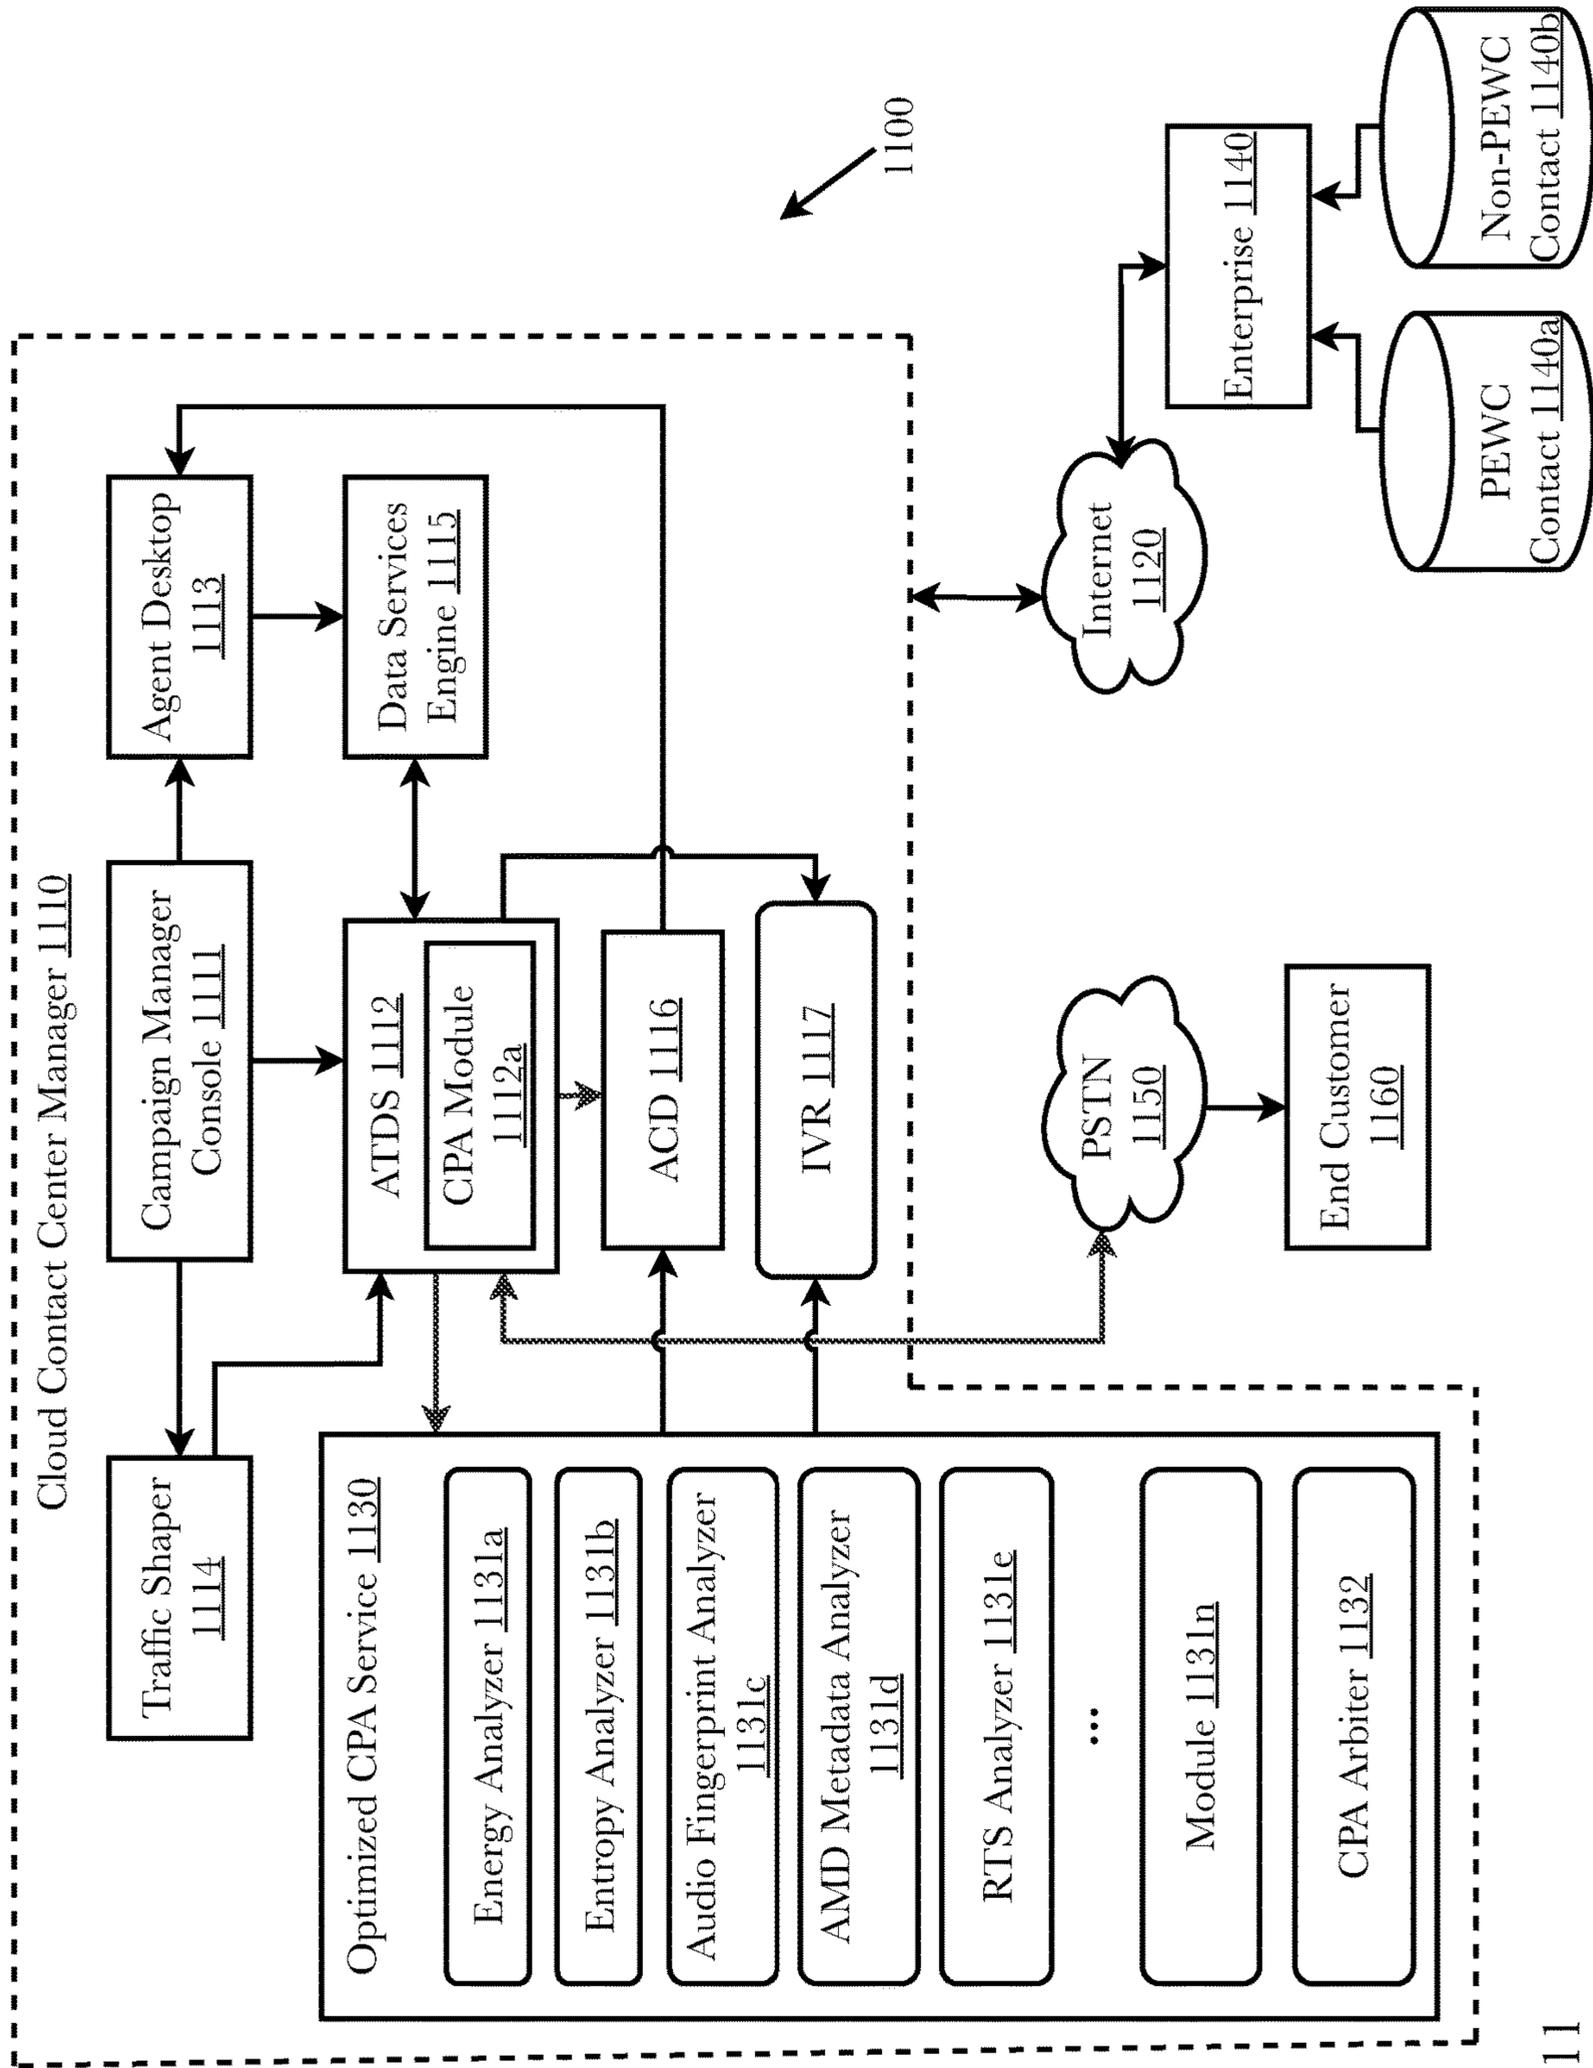 Cloud Contact Center Manager 1110
Traffic Shaper
1114
Campaign Manager
Console 1111
Agent Desktop
1113
Optimized CPA Service 1130
Energy Analyzer 1131a
Entropy Analyzer 1131b
Audio Fingerprint Analyzer
1131c
AMD Metadata Analyzer
1131d
RTS Analyzer 1131e
...
Module 1131n
CPA Arbiter 1132
ATDS 1112
CPA Module
1112a
Data Services
Engine 1115
ACD 1116
IVR 1117
PSTN
1150
End Customer
1160
Internet
1120
1100
Enterprise 1140
PEWC
Contact 1140a
Non-PEWC
Contact 1140b
11